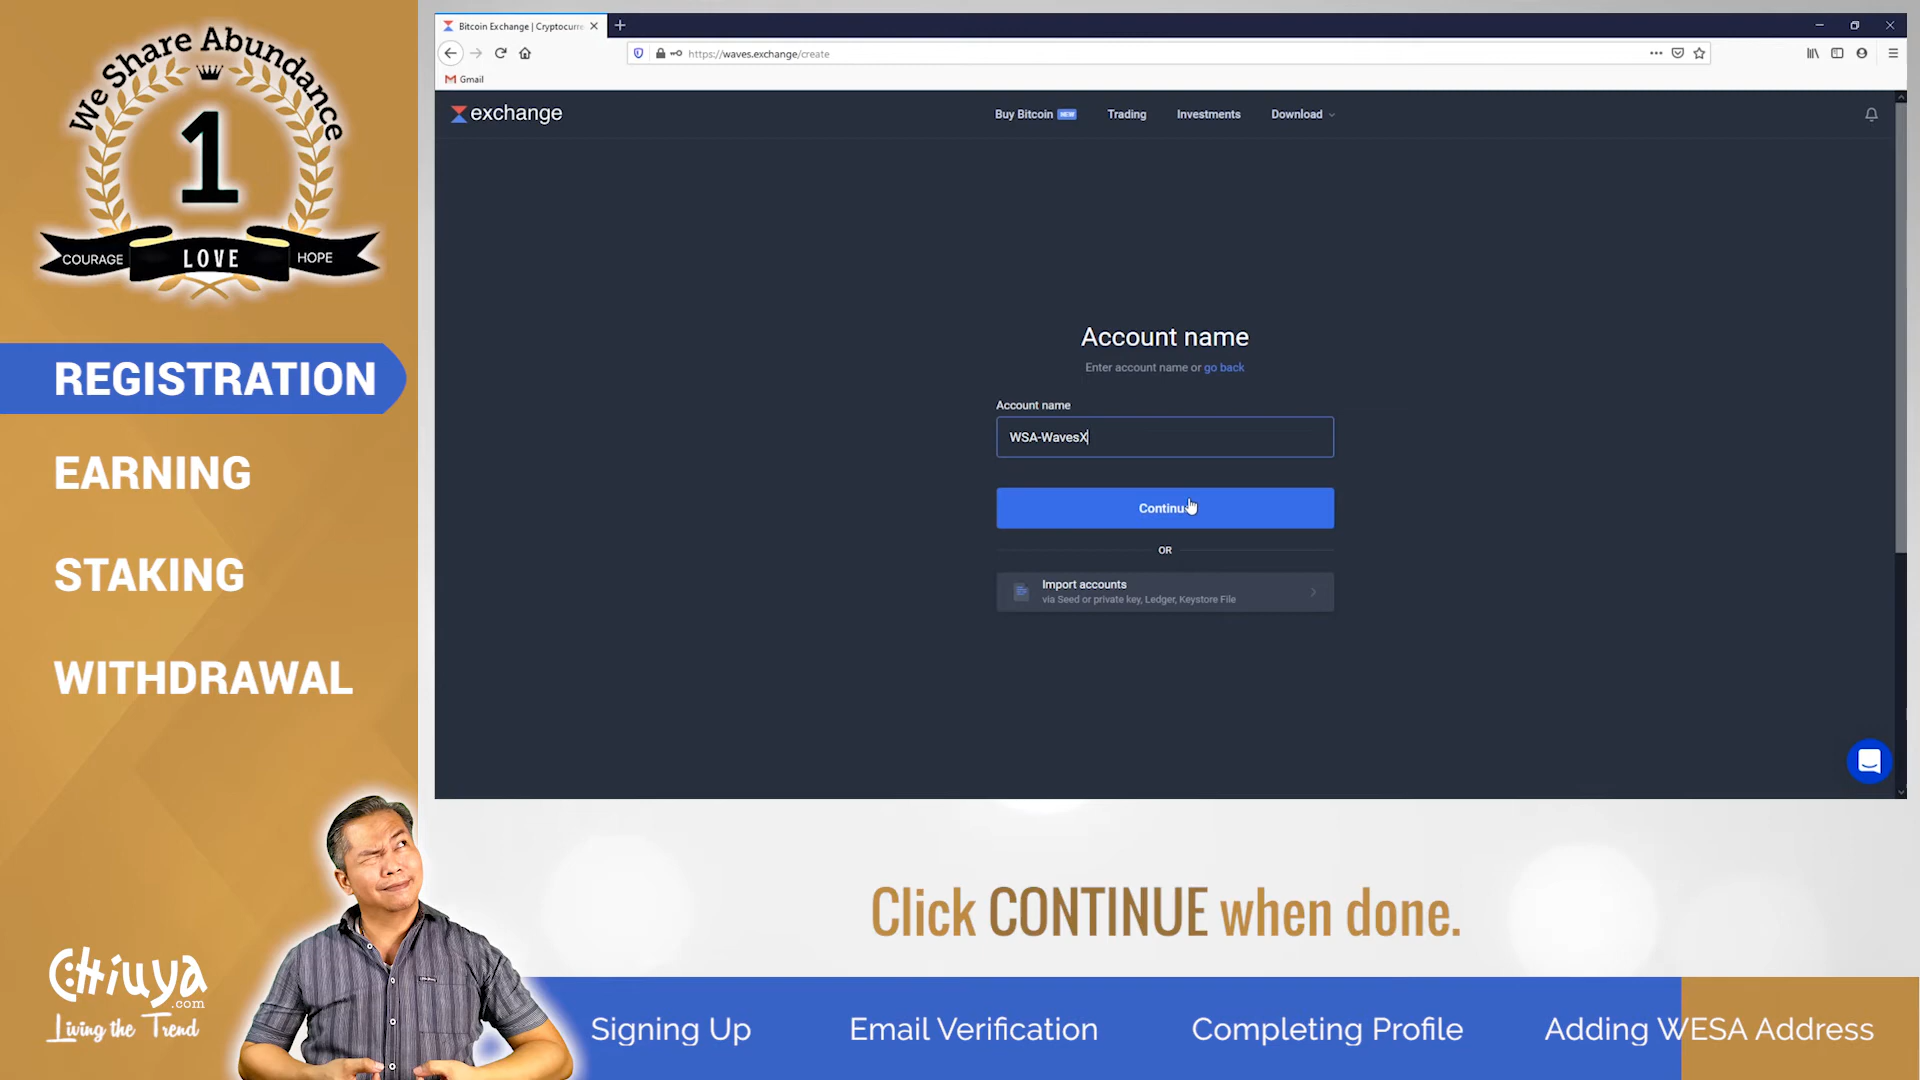 We Share Abundance
1
COURAGE
LOVE
HOPE
REGISTRATION
EARNING
STAKING
WITHDRAWAL
Chiuya
.com
Living the Trend
Bitcoin Exchange | Cryptocurre
https://waves.exchange/create
Gmail
exchange
Buy Bitcoin NEW
Trading
Investments
Download
Account name
Enter account name or go back
Account name
WSA-WavesX
Continu
OR
Import accounts
via Seed or private key, Ledger, Keystore File
Click CONTINUE when done.
Signing Up
Email Verification
Completing Profile
Adding WESA Address